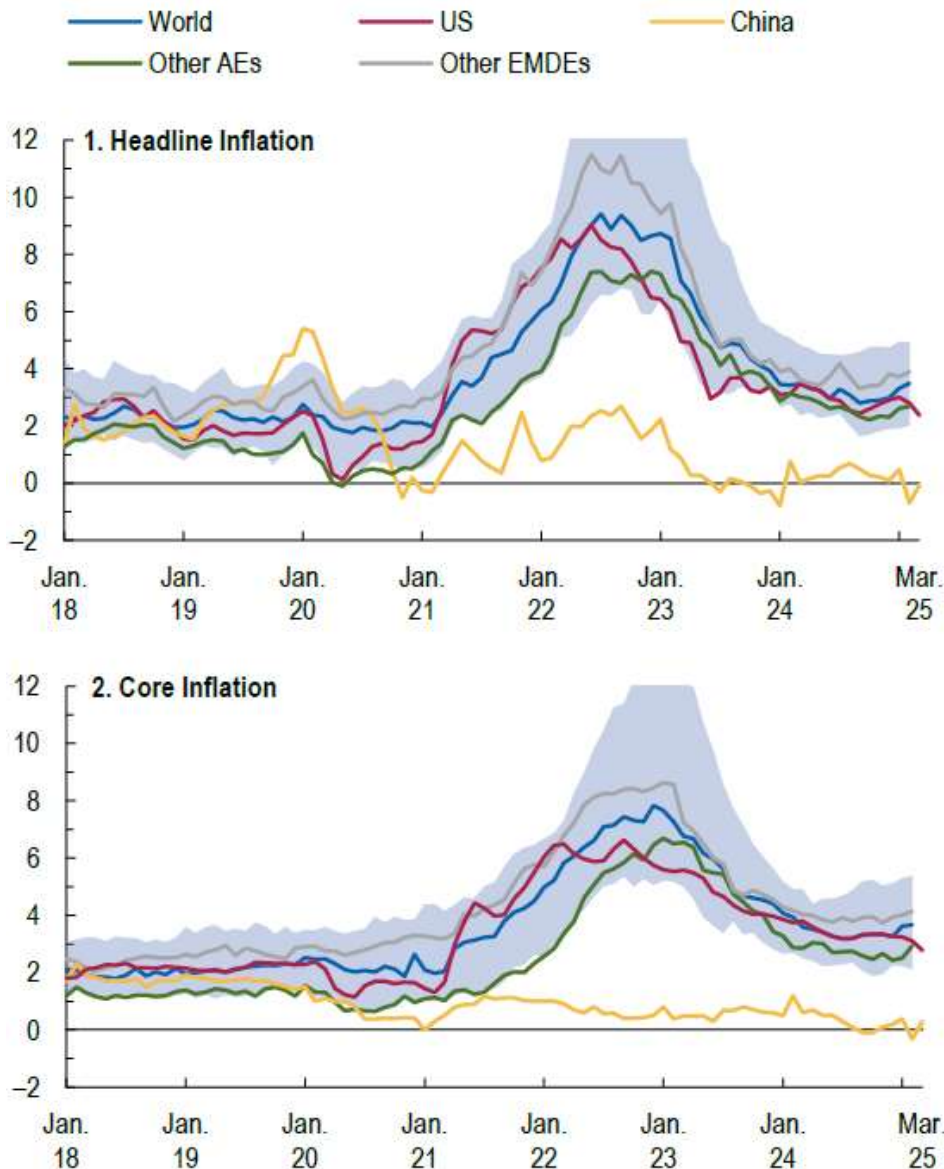 World US China
Other AEs Other EMDEs
1. Headline Inflation
12
10
8
6
4
2
0
–2
Jan. Jan. Jan. Jan. Jan. Jan. Jan. Mar.
18 19 20 21 22 23 24 25
2. Core Inflation
12
10
8
6
4
2
0
–2
Jan. Jan. Jan. Jan. Jan. Jan. Jan. Mar.
18 19 20 21 22 23 24 25